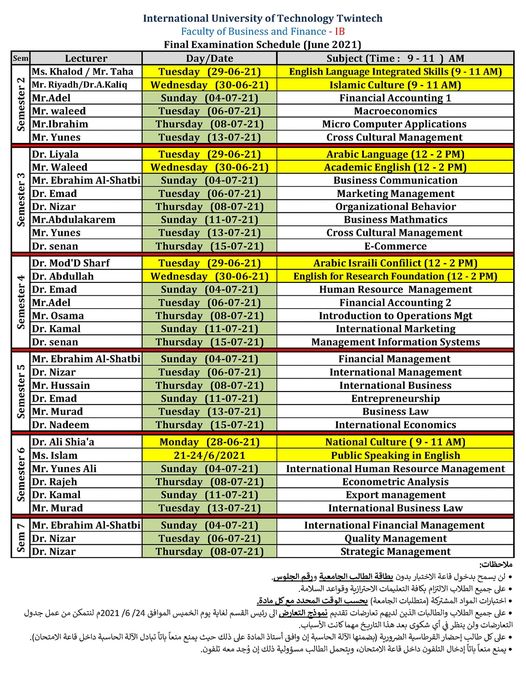 International University of Technology Twintech
Faculty of Business and Finance - IB
Final Examination Schedule (June 2021)
Sem Lecturer Day/Date Subject (Time : 9 - 11 ) AM
Semester 2
Ms. Khalod / Mr. Taha Tuesday (29-06-21) English Language Integrated Skills (9 - 11 AM)
Mr. Riyadh/Dr.A.Kaliq Wednesday (30-06-21) Islamic Culture (9 - 11 AM)
Mr.Adel Sunday (04-07-21) Financial Accounting 1
Mr. waleed Tuesday (06-07-21) Macroeconomics
Mr.Ibrahim Thursday (08-07-21) Micro Computer Applications
Mr. Yunes Tuesday (13-07-21) Cross Cultural Management
Semester 3
Dr. Liyala Tuesday (29-06-21) Arabic Language (12 - 2 PM)
Mr. Waleed Wednesday (30-06-21) Academic English (12 - 2 PM)
Mr. Ebrahim Al-Shatbi Sunday (04-07-21) Business Communication
Dr. Emad Tuesday (06-07-21) Marketing Management
Dr. Nizar Thursday (08-07-21) Organizational Behavior
Mr.Abdulakarem Sunday (11-07-21) Business Mathmatics
Mr. Yunes Tuesday (13-07-21) Cross Cultural Management
Dr. senan Thursday (15-07-21) E-Commerce
Semester 4
Dr. Mod'D Sharf Tuesday (29-06-21) Arabic Israili Confilict (12 - 2 PM)
Dr. Abdullah Wednesday (30-06-21) English for Research Foundation (12 - 2 PM)
Dr. Emad Sunday (04-07-21) Human Resource Management
Mr.Adel Tuesday (06-07-21) Financial Accounting 2
Mr. Osama Thursday (08-07-21) Introduction to Operations Mgt
Dr. Kamal Sunday (11-07-21) International Marketing
Dr. senan Thursday (15-07-21) Management Information Systems
Semester 5
Mr. Ebrahim Al-Shatbi Sunday (04-07-21) Financial Management
Dr. Nizar Tuesday (06-07-21) International Management
Mr. Hussain Thursday (08-07-21) International Business
Dr. Emad Sunday (11-07-21) Entrepreneurship
Mr. Murad Tuesday (13-07-21) Business Law
Dr. Nadeem Thursday (15-07-21) International Economics
Semester 6
Dr. Ali Shia'a Monday (28-06-21) National Culture ( 9 - 11 AM)
Ms. Islam 21-24/6/2021 Public Speaking in English
Mr. Yunes Ali Sunday (04-07-21) International Human Resource Management
Dr. Rajeh Thursday (08-07-21) Econometric Analysis
Dr. Kamal Sunday (11-07-21) Export management
Mr. Murad Tuesday (13-07-21) International Business Law
Sem 7
Mr. Ebrahim Al-Shatbi Sunday (04-07-21) International Financial Management
Dr. Nizar Tuesday (06-07-21) Quality Management
Dr. Nizar Thursday (08-07-21) Strategic Management
ملاحظات:
• لن يسمح بدخول قاعة الاختبار بدون بطاقة الطالب الجامعية ورقم الجلوس.
• على جميع الطلاب الالتزام بكافة التعليمات الاحترازية وقواعد السلامة.
• اختبارات المواد المشتركة (متطلبات الجامعة) بحسب الوقت المحدد مع كل مادة.
• على جميع الطلاب والطالبات الذين لديهم تعارضات تقديم نموذج التعارض الى رئيس القسم لغاية يوم الخميس الموافق 24/ 6/ 2021م لنتمكن من عمل جدول
التعارضات ولن ينظر في أي شكوى بعد هذا التاريخ مهما كانت الأسباب.
• على كل طالب إحضار القرطاسية الضرورية (بضمنها الآلة الحاسبة إن وافق أستاذ المادة على ذلك حيث يمنع منعاً باتاً تبادل الآلة الحاسبة داخل قاعة الامتحان).
• يمنع منعاً باتاً إدخال التلفون داخل قاعة الامتحان، ويتحمل الطالب مسؤولية ذلك إن وُجد معه تلفون.